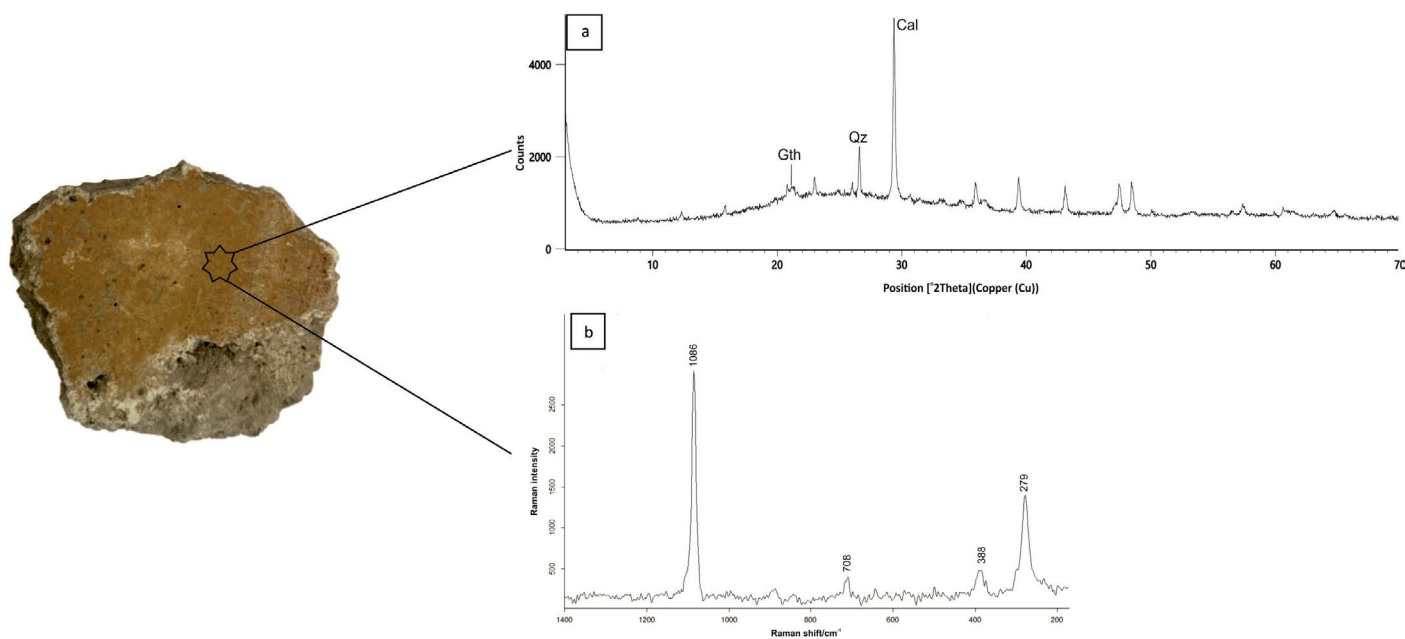 a
Cal
4000
Counts
2000
Gth
Qz
0
10
20
30
40
50
60
70
Position [°2Theta](Copper (Cu))
b
1086
2500
2000
1500
1000
500
Raman intensity
708
388
279
1400
1200
1000
800
600
400
200
Raman shift/cm⁻¹